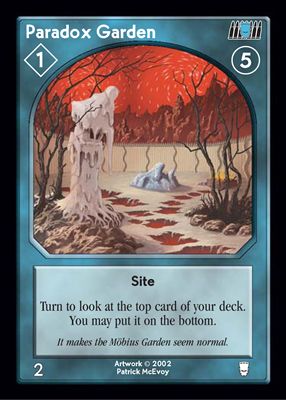 Paradox Garden
1
5
Site
Turn to look at the top card of your deck.
You may put it on the bottom.
It makes the Möbius Garden seem normal.
Artwork © 2002
2
Patrick McEvoy